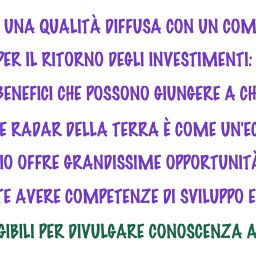 UNA QUALITÀ DIFFUSA CON UN COM
PER IL RITORNO DEGLI INVESTIMENTI:
BENEFICI CHE POSSONO GIUNGERE A CH
E RADAR DELLA TERRA È COME UN'EC
IO OFFRE GRANDISSIME OPPORTUNITÀ
TE AVERE COMPETENZE DI SVILUPPO E
GIBILI PER DIVULGARE CONOSCENZA A